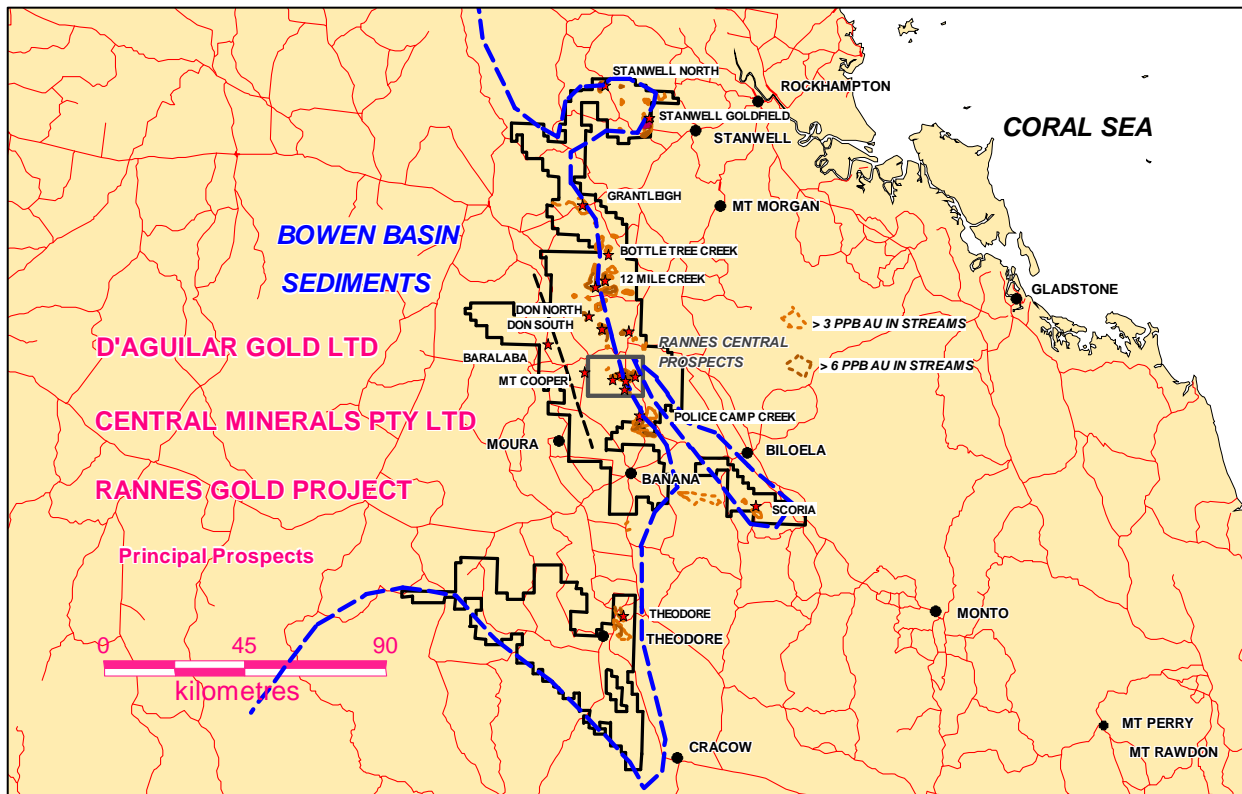 STANWELL NORTH
ROCKHAMPTON
STANWELL GOLDFIELD
CORAL SEA
STANWELL
GRANTLEIGH
MT MORGAN
BOWEN BASIN
SEDIMENTS
BOTTLE TREE CREEK
12 MILE CREEK
GLADSTONE
DON NORTH
DON SOUTH
> 3 PPB AU IN STREAMS
D'AGUILAR GOLD LTD
RANNES CENTRAL
PROSPECTS
BARALABA
> 6 PPB AU IN STREAMS
MT COOPER
CENTRAL MINERALS PTY LTD
POLICE CAMP CREEK
MOURA
BILOELA
BANANA
RANNES GOLD PROJECT
SCORIA
Principal Prospects
THEODORE
MONTO
THEODORE
0 45 90
kilometres
MT PERRY
MT RAWDON
CRACOW